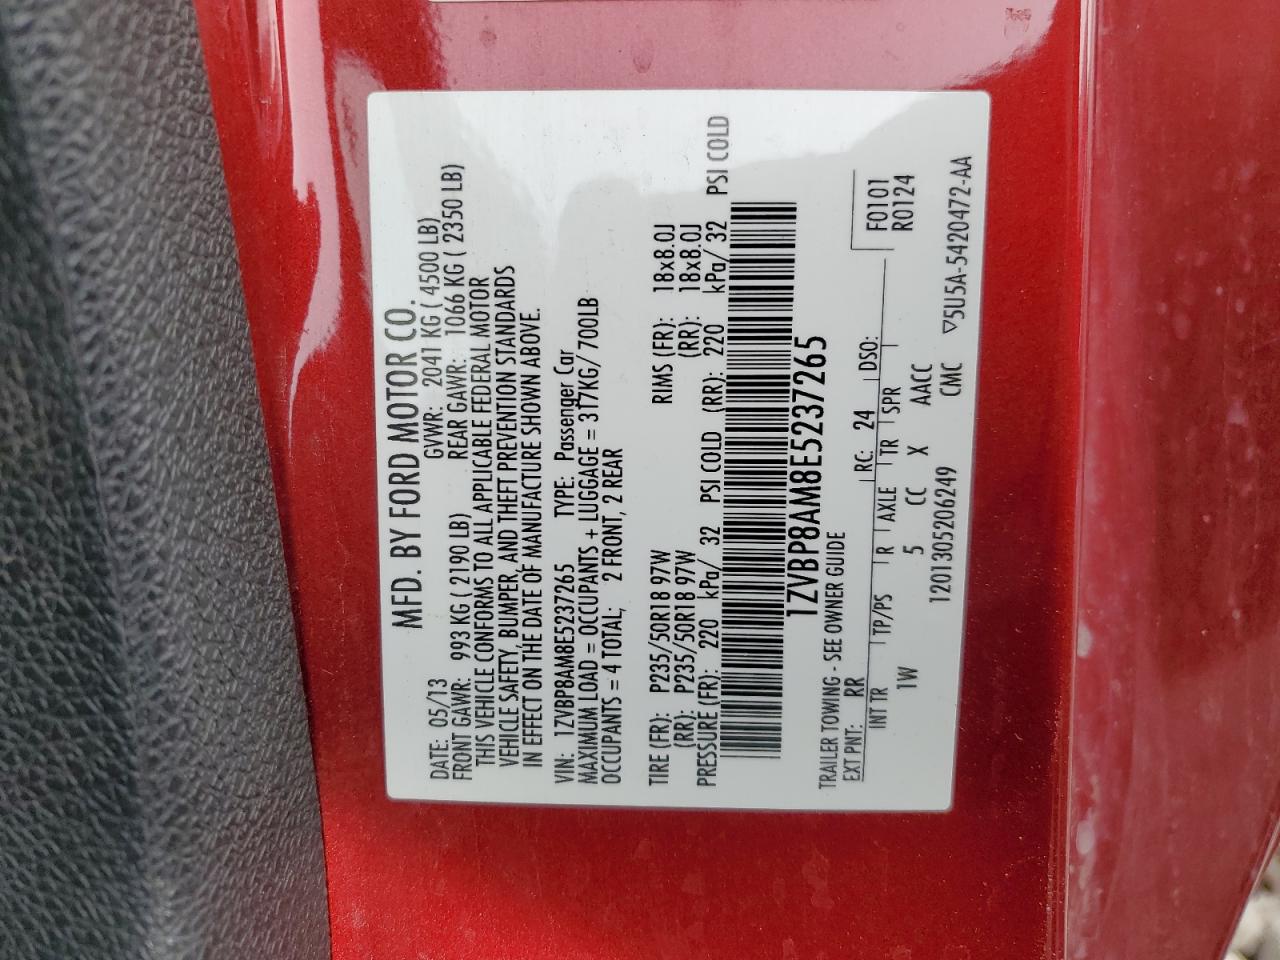 MFD. BY FORD MOTOR CO.
DATE: 05/13 GVWR: 2041 KG ( 4500 LB)
FRONT GAWR: 993 KG ( 2190 LB) REAR GAWR: 1066 KG ( 2350 LB)
THIS VEHICLE CONFORMS TO ALL APPLICABLE FEDERAL MOTOR
VEHICLE SAFETY, BUMPER, AND THEFT PREVENTION STANDARDS
IN EFFECT ON THE DATE OF MANUFACTURE SHOWN ABOVE.
VIN: 1ZVBP8AM8E5237265 TYPE: Passenger Car
MAXIMUM LOAD = OCCUPANTS + LUGGAGE = 317KG/ 700LB
OCCUPANTS = 4 TOTAL; 2 FRONT, 2 REAR
TIRE (FR): P235/50R18 97W RIMS (FR): 18x8.0J
(RR): P235/50R18 97W (RR): 18x8.0J
PRESSURE (FR): 220 kPa/ 32 PSI COLD (RR): 220 kPa/ 32 PSI COLD
1ZVBP8AM8E5237265
TRAILER TOWING - SEE OWNER GUIDE
EXT PNT: RR RC: 24 DSO: F0101
INT TR TP/PS R AXLE TR SPR R0124
1W 5 CC X AACC
1201305206249 CMC ▽5U5A-5420472-AA